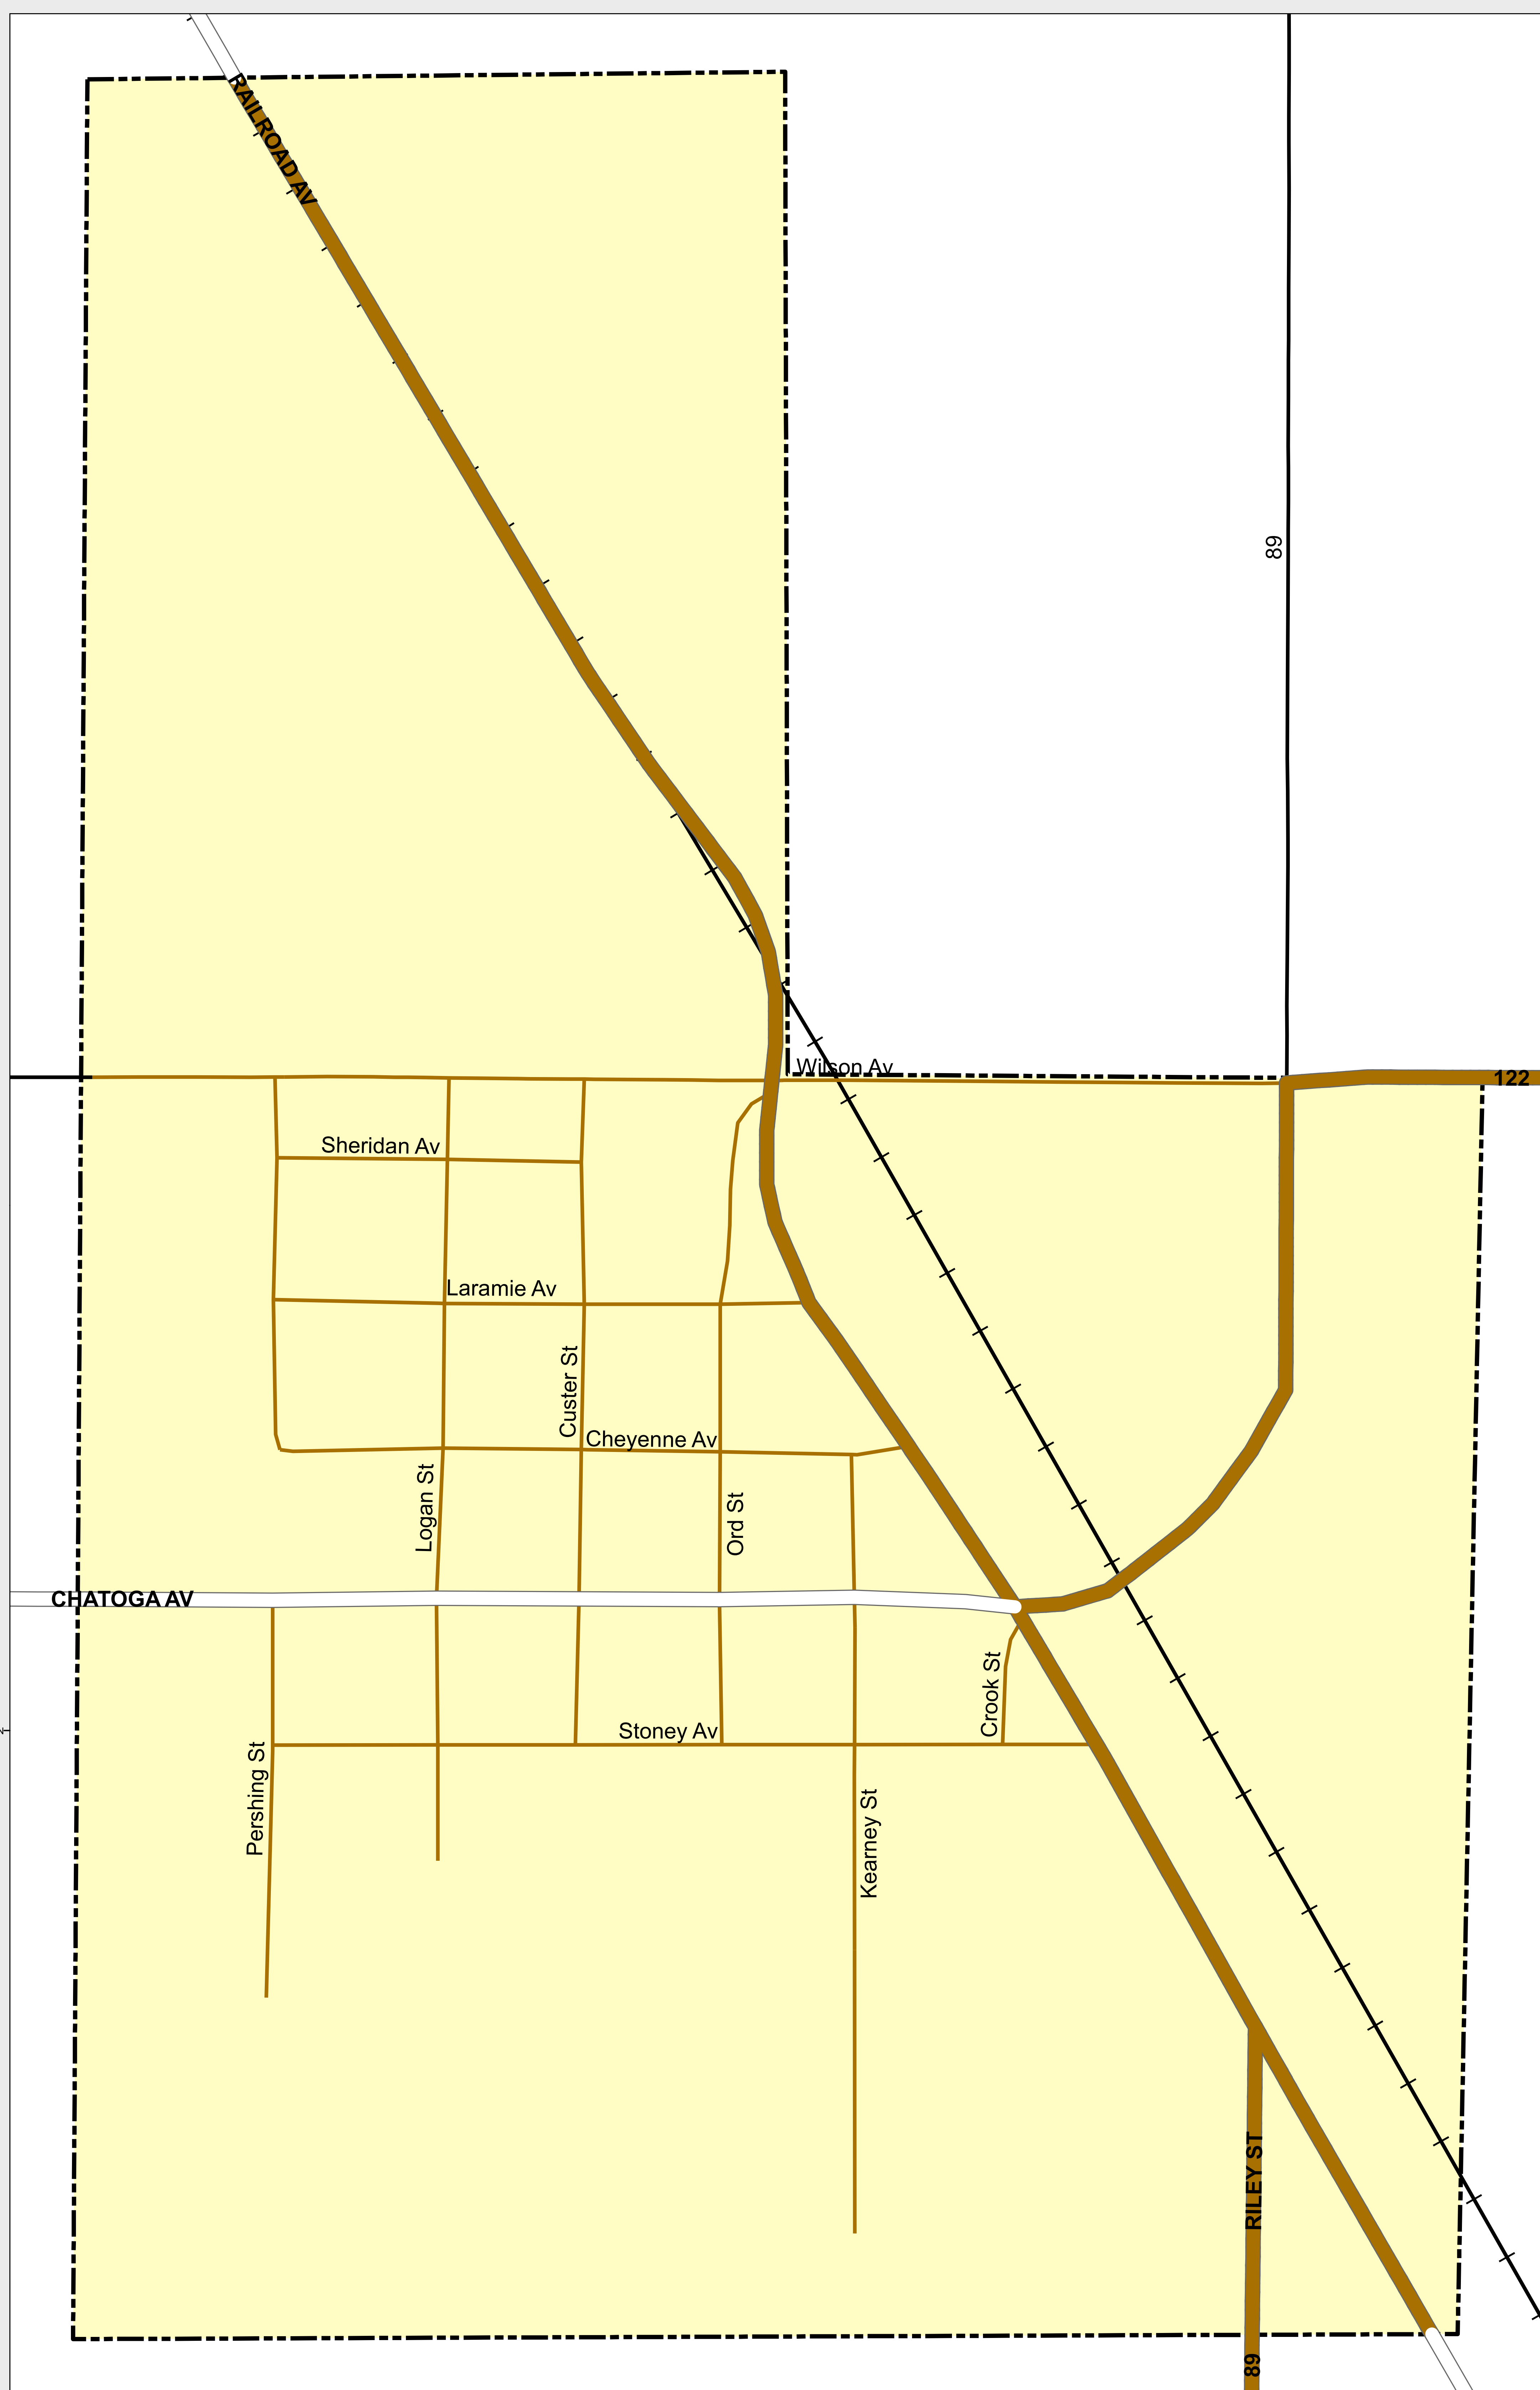 RAILROAD AV
89
Wilson Av
122
Sheridan Av
Laramie Av
Custer St
Cheyenne Av
Logan St
Ord St
CHATOGA AV
Crook St
Stoney Av
Pershing St
Kearney St
RILEY ST
89